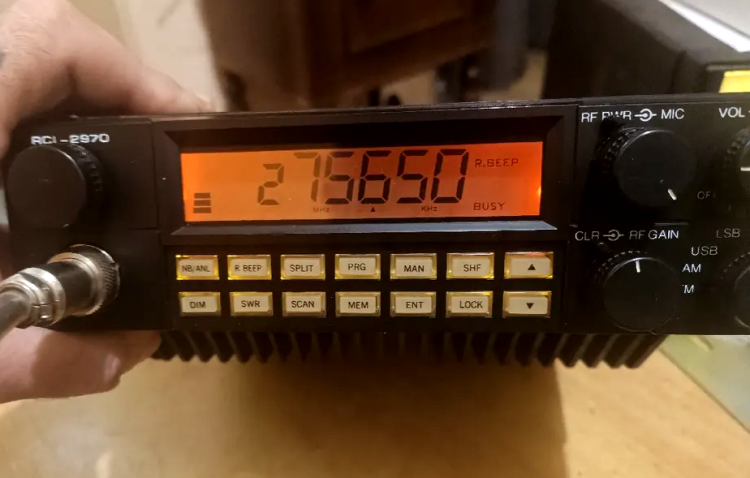 RCI-2970
RF PWR MIC
VOL
275650
R.BEEP
MHz
KHz
BUSY
CLR RF GAIN
LSB
USB
AM
NB/ANL R.BEEP SPLIT PRG MAN SHF ▲
DIM SWR SCAN MEM ENT LOCK ▼